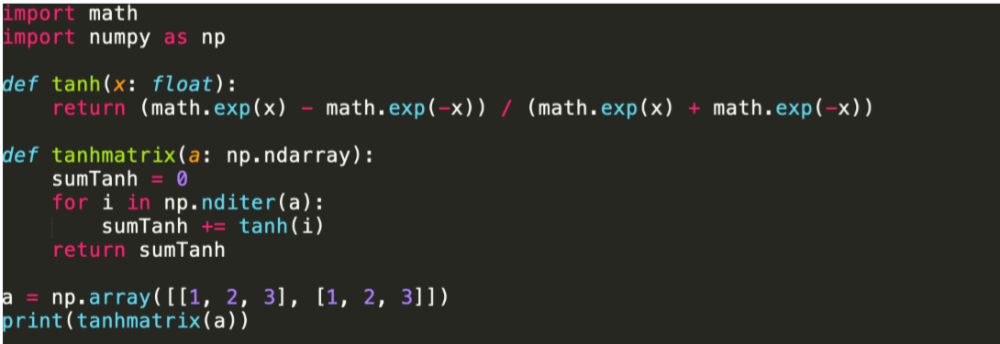 import math
import numpy as np
def tanh(x: float):
    return (math.exp(x) - math.exp(-x)) / (math.exp(x) + math.exp(-x))
def tanhmatrix(a: np.ndarray):
    sumTanh = 0
    for i in np.nditer(a):
        sumTanh += tanh(i)
    return sumTanh
a = np.array([[1, 2, 3], [1, 2, 3]])
print(tanhmatrix(a))